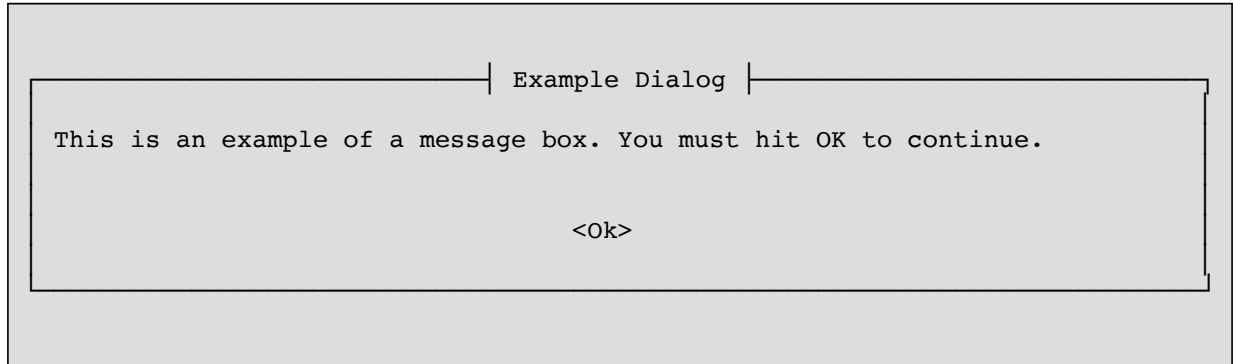 Example Dialog
This is an example of a message box. You must hit OK to continue.
<Ok>